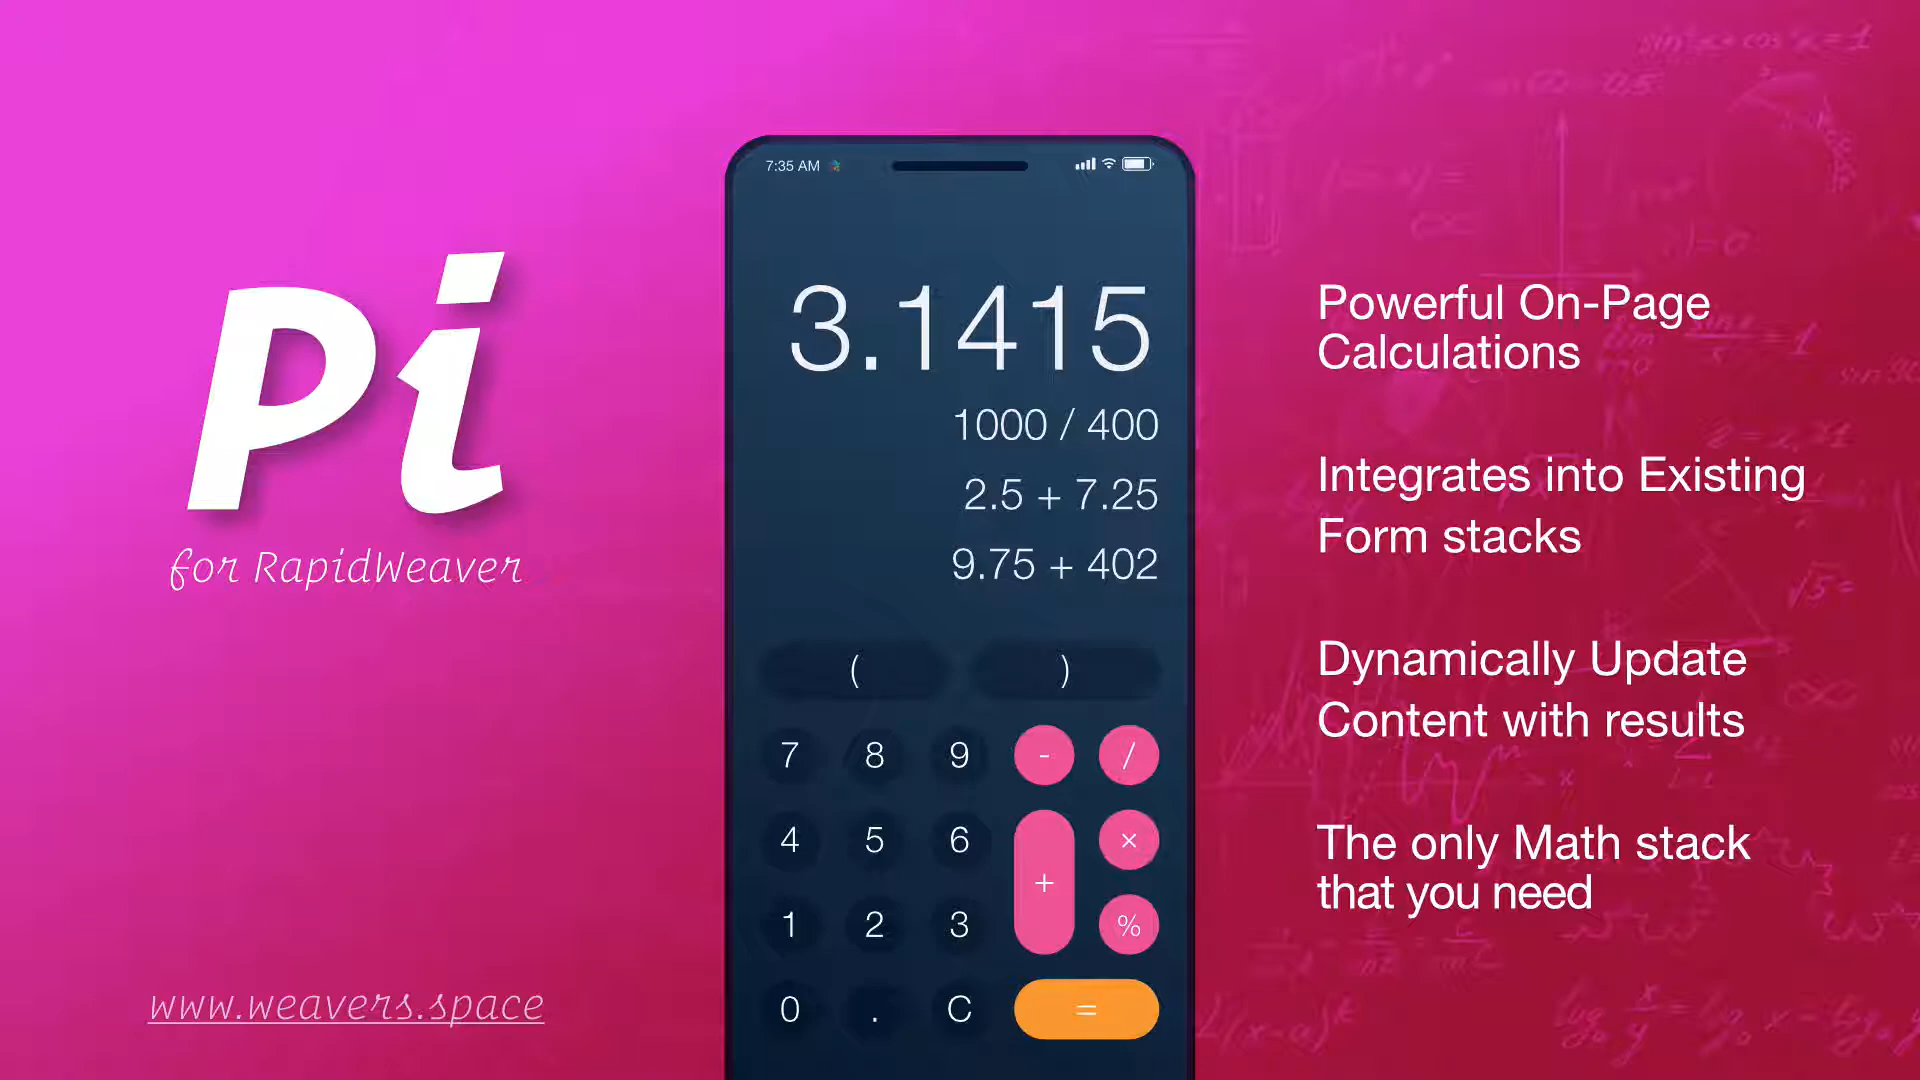 Pi
for RapidWeaver
www.weavers.space
7:35 AM
3.1415
1000 / 400
2.5 + 7.25
9.75 + 402
( )
7 8 9 - /
4 5 6 ×
+
1 2 3 %
0 . C =
Powerful On-Page
Calculations
Integrates into Existing
Form stacks
Dynamically Update
Content with results
The only Math stack
that you need